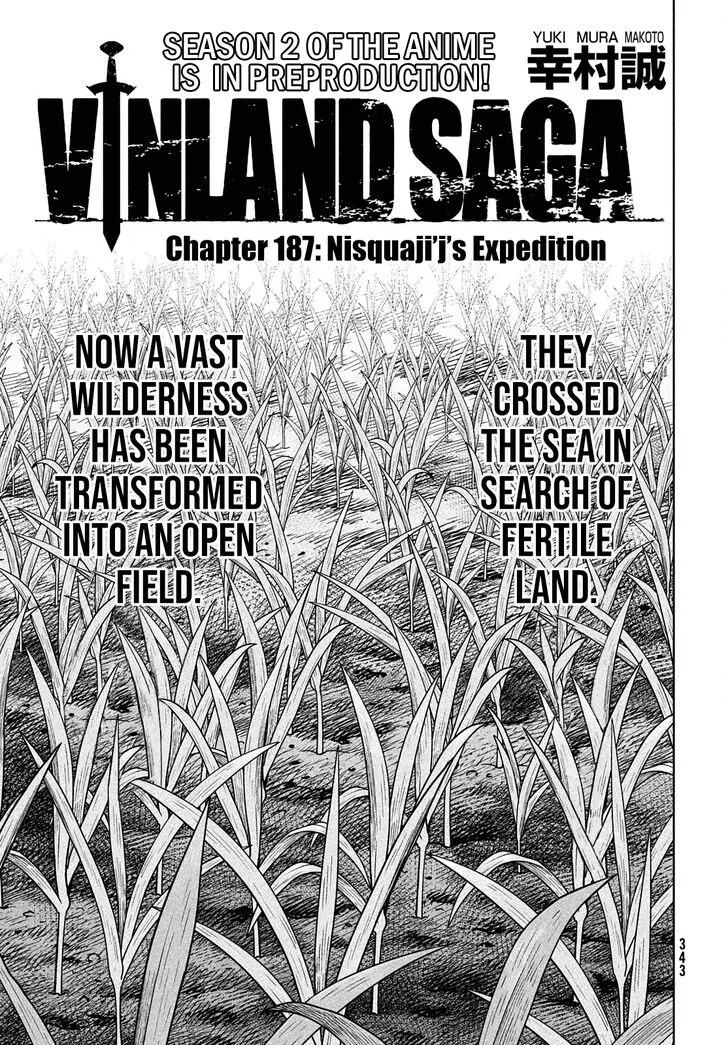 SEASON 2 OF THE ANIME
IS IN PREPRODUCTION!
YUKI MURA MAKOTO
幸村誠
VINLAND SAGA
Chapter 187: Nisquaji'j's Expedition
THEY
CROSSED
THE SEA IN
SEARCH OF
FERTILE
LAND.
NOW A VAST
WILDERNESS
HAS BEEN
TRANSFORMED
INTO AN OPEN
FIELD.
343